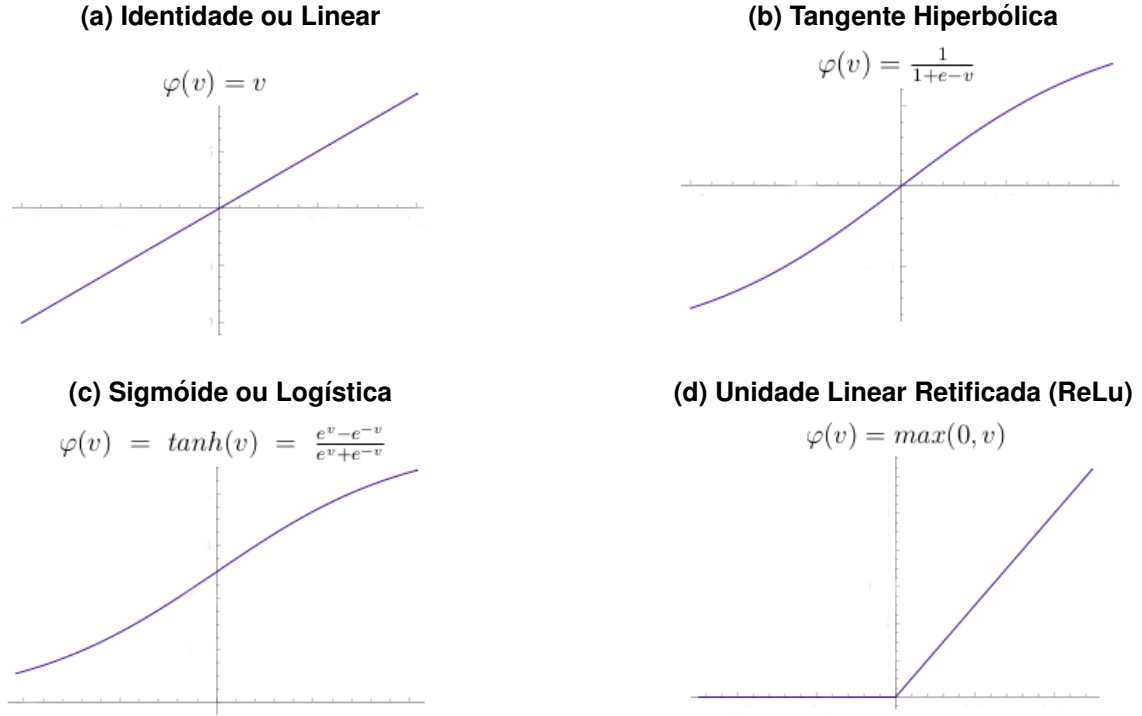 (a) Identidade ou Linear
φ(v) = v
(b) Tangente Hiperbólica
φ(v) = 1/(1+e−v)
(c) Sigmóide ou Logística
φ(v) = tanh(v) = (e^v−e^−v)/(e^v+e^−v)
(d) Unidade Linear Retificada (ReLu)
φ(v) = max(0, v)